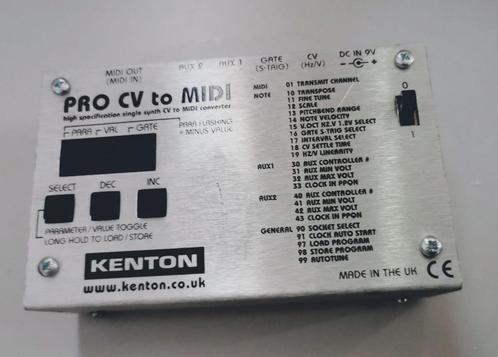 MIDI OUT
(MIDI IN)
AUX 2
AUX 1
GATE
(S-TRIG)
CV
(Hz/V)
DC IN 9V
- +
PRO CV to MIDI
high specification single synth CV to MIDI converter
PARA VAL GATE
PARA FLASHING
= MINUS VALUE
SELECT
DEC
INC
PARAMETER/VALUE TOGGLE
LONG HOLD TO LOAD/STORE
KENTON
www.kenton.co.uk
MIDI 01 TRANSMIT CHANNEL
NOTE 10 TRANSPOSE
11 FINE TUNE
12 SCALE
13 PITCHBEND RANGE
14 NOTE VELOCITY
15 V.OCT HZ.V 1.2V SELECT
16 GATE S-TRIG SELECT
17 INTERVAL SELECT
18 CV SETTLE TIME
19 HZ/V LINEARITY
AUX1 30 AUX CONTROLLER #
31 AUX MIN VOLT
32 AUX MAX VOLT
33 CLOCK IN PPQN
AUX2 40 AUX CONTROLLER #
41 AUX MIN VOLT
42 AUX MAX VOLT
43 CLOCK IN PPQN
GENERAL 90 SOCKET SELECT
91 CLOCK AUTO START
97 LOAD PROGRAM
98 STORE PROGRAM
99 AUTOTUNE
0
1
MADE IN THE UK CE